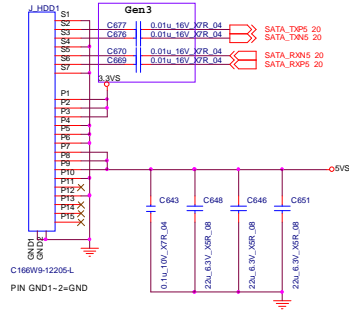 J_HDD1
Gen3
S1
S2
S3
S4
S5
S6
S7
C677 0.01u_16V_X7R_04 SATA_TXP5 20
C676 0.01u_16V_X7R_04 SATA_TXN5 20
C670 0.01u_16V_X7R_04 SATA_RXN5 20
C669 0.01u_16V_X7R_04 SATA_RXP5 20
3.3VS
P1
P2
P3
P4
P5
P6
P7
P8
P9
P10
P11
P12
P13
P14
P15
5VS
C643 C648 C646 C651
0.1u_10V_X7R_04
22u_6.3V_X5R_08
22u_6.3V_X5R_08
22u_6.3V_X5R_08
GND1
GND2
C166W9-12205-L
PIN GND1~2=GND